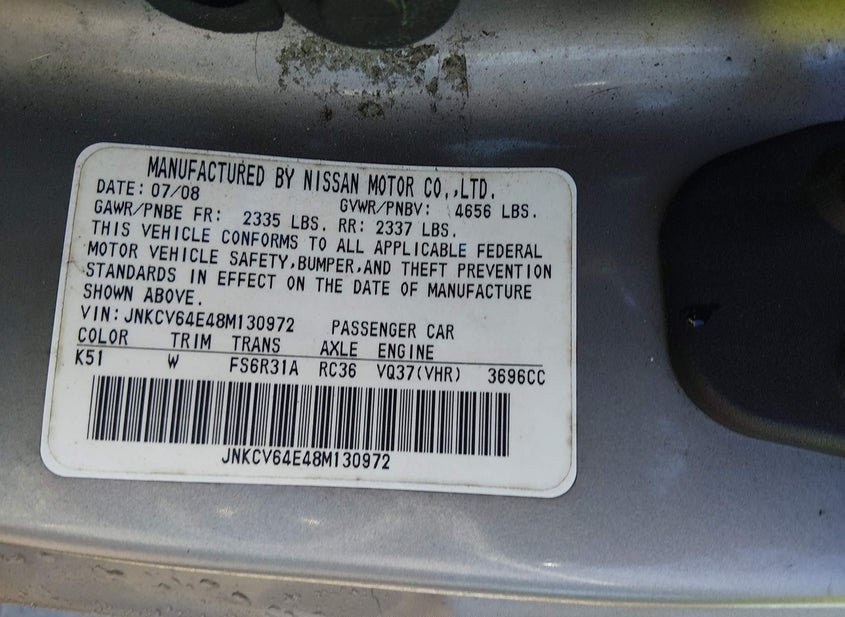 MANUFACTURED BY NISSAN MOTOR CO.,LTD.
DATE: 07/08 GVWR/PNBV: 4656 LBS.
GAWR/PNBE FR: 2335 LBS. RR: 2337 LBS.
THIS VEHICLE CONFORMS TO ALL APPLICABLE FEDERAL
MOTOR VEHICLE SAFETY,BUMPER,AND THEFT PREVENTION
STANDARDS IN EFFECT ON THE DATE OF MANUFACTURE
SHOWN ABOVE.
VIN:JNKCV64E48M130972 PASSENGER CAR
COLOR TRIM TRANS AXLE ENGINE
K51 W FS6R31A RC36 VQ37(VHR) 3696CC
JNKCV64E48M130972